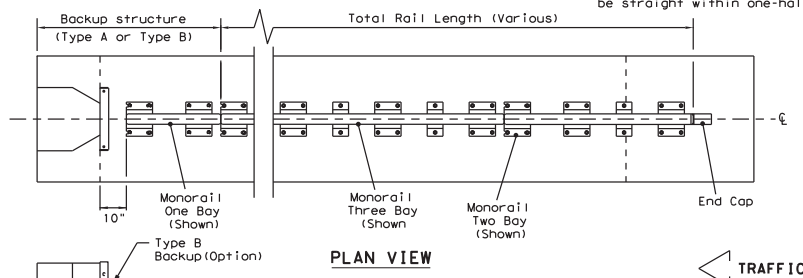 be straight within one-hal
Backup structure
(Type A or Type B)
Total Rail Length (Various)
℄
10"
Monorail
One Bay
(Shown)
Monorail
Three Bay
(Shown)
Monorail
Two Bay
(Shown)
End Cap
Type B
Backup(Option)
PLAN VIEW
TRAFFIC